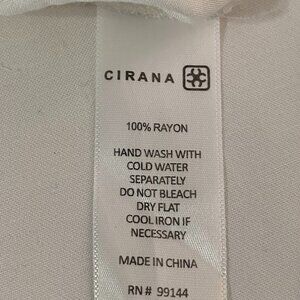 CIRANA
100% RAYON
HAND WASH WITH
COLD WATER
SEPARATELY
DO NOT BLEACH
DRY FLAT
COOL IRON IF
NECESSARY
MADE IN CHINA
RN # 99144